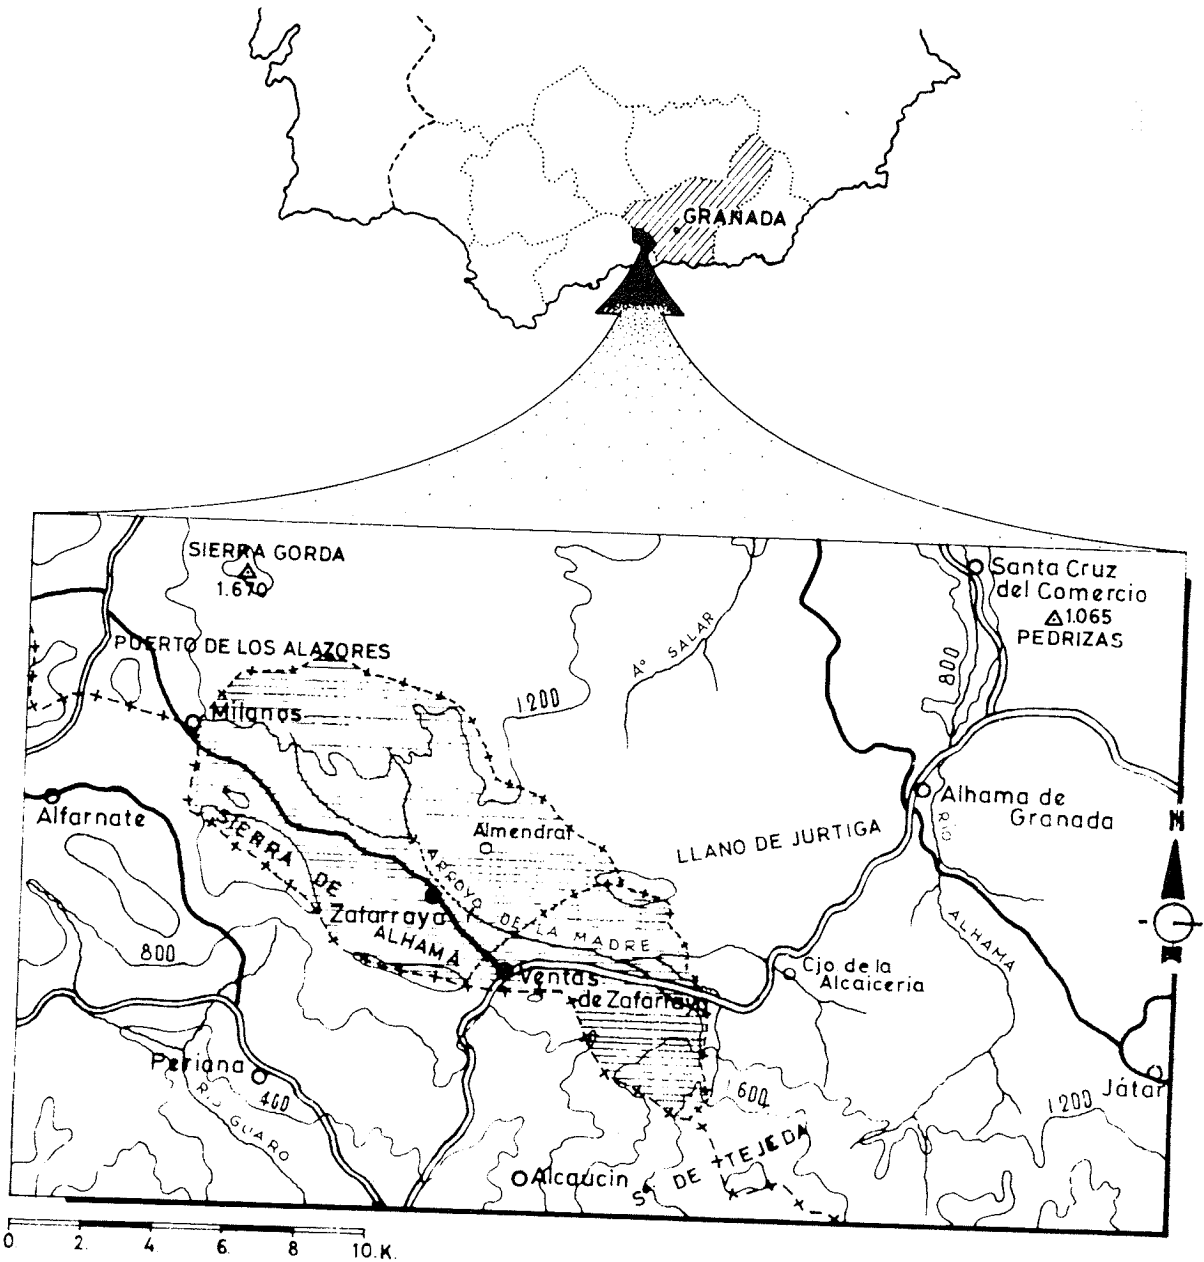 GRANADA
SIERRA GORDA
1.670
PUERTO DE LOS ALAZORES
Milanos
1200
Aº SALAR
Santa Cruz
del Comercio
1.065
PEDRIZAS
800
Alfarnate
Almendral
LLANO DE JURTIGA
Alhama de
Granada
N
SIERRA DE
ALHAMA
Zafarraya
ARROYO DE LA MADRE
RIO
ALHAMA
800
Ventas
de Zafarraya
Cjo de la
Alcaiceria
Periana
400
RIO GUARO
1600
1200
Játar
Alcaucin
S. DE TEJEDA
0. 2. 4. 6. 8 10.K.